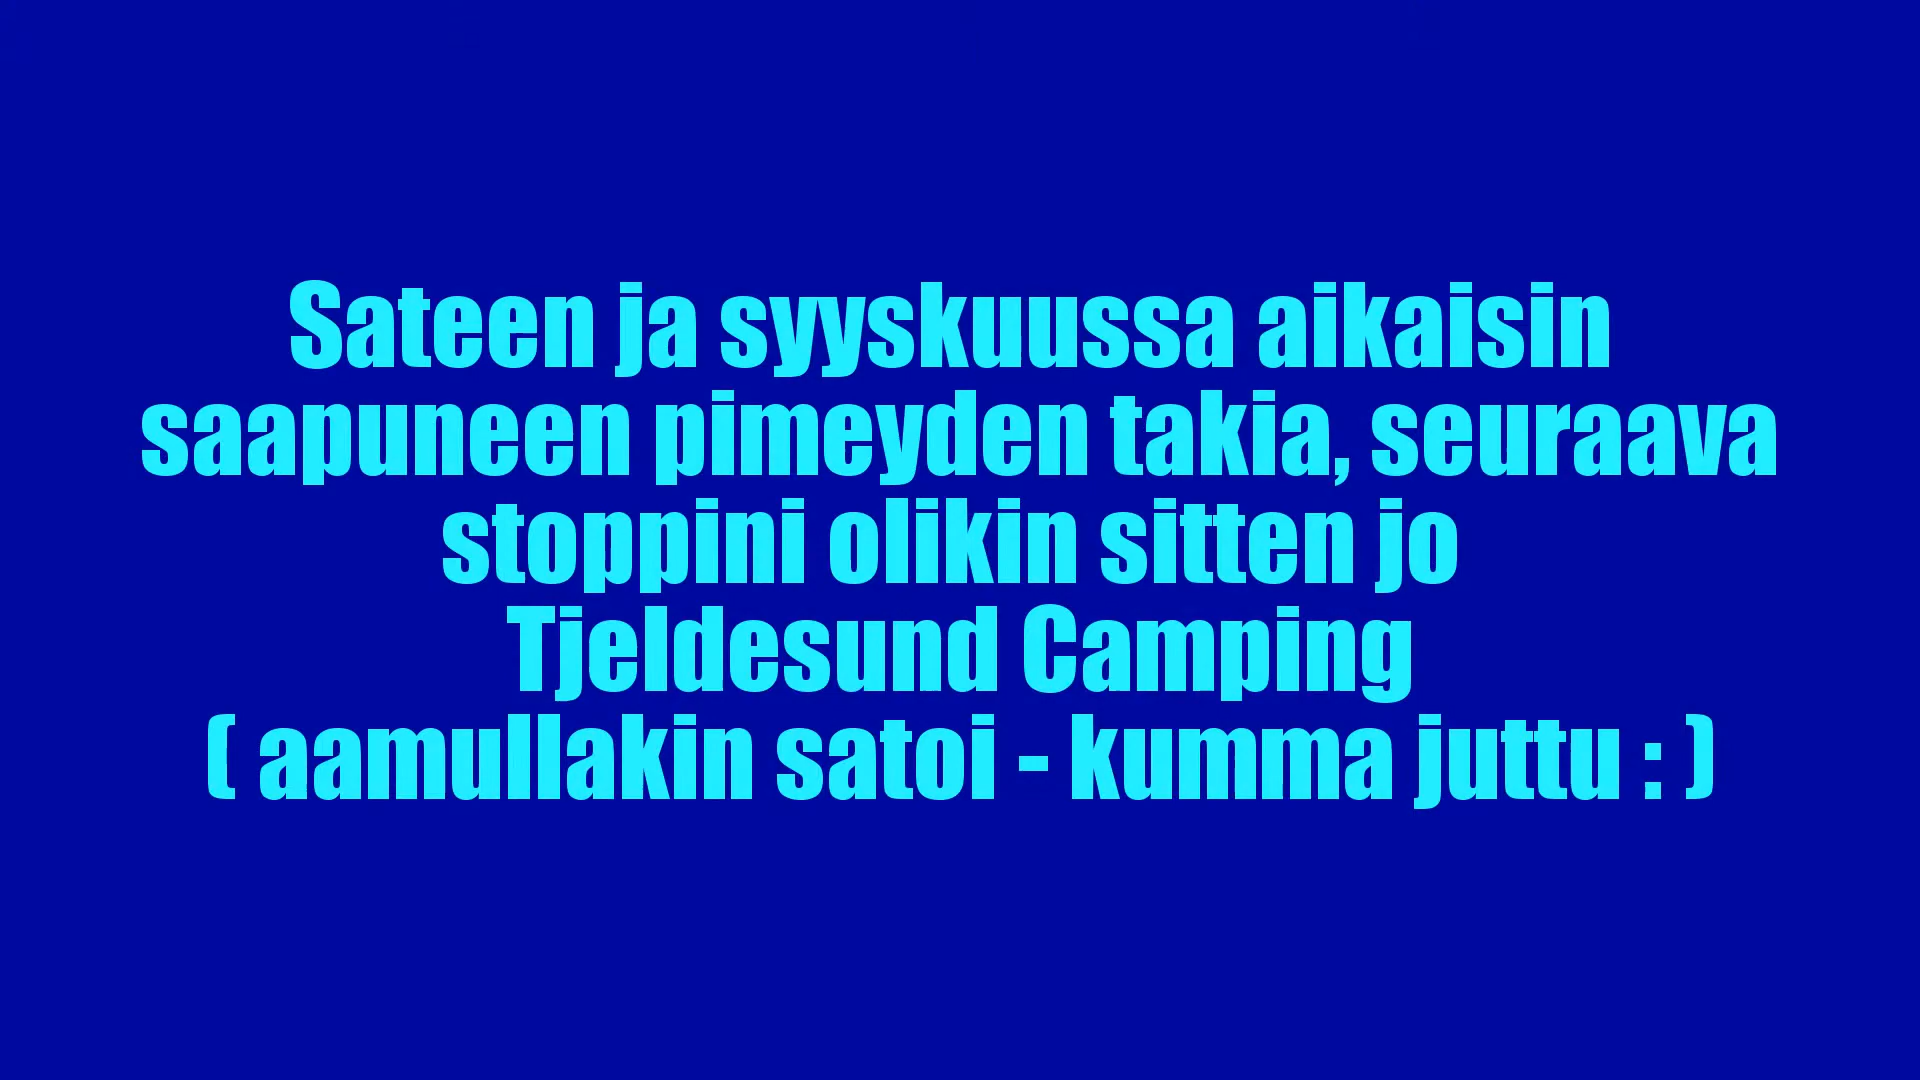 Sateen ja syyskuussa aikaisin
saapuneen pimeyden takia, seuraava
stoppini olikin sitten jo
Tjeldesund Camping
( aamullakin satoi - kumma juttu : )